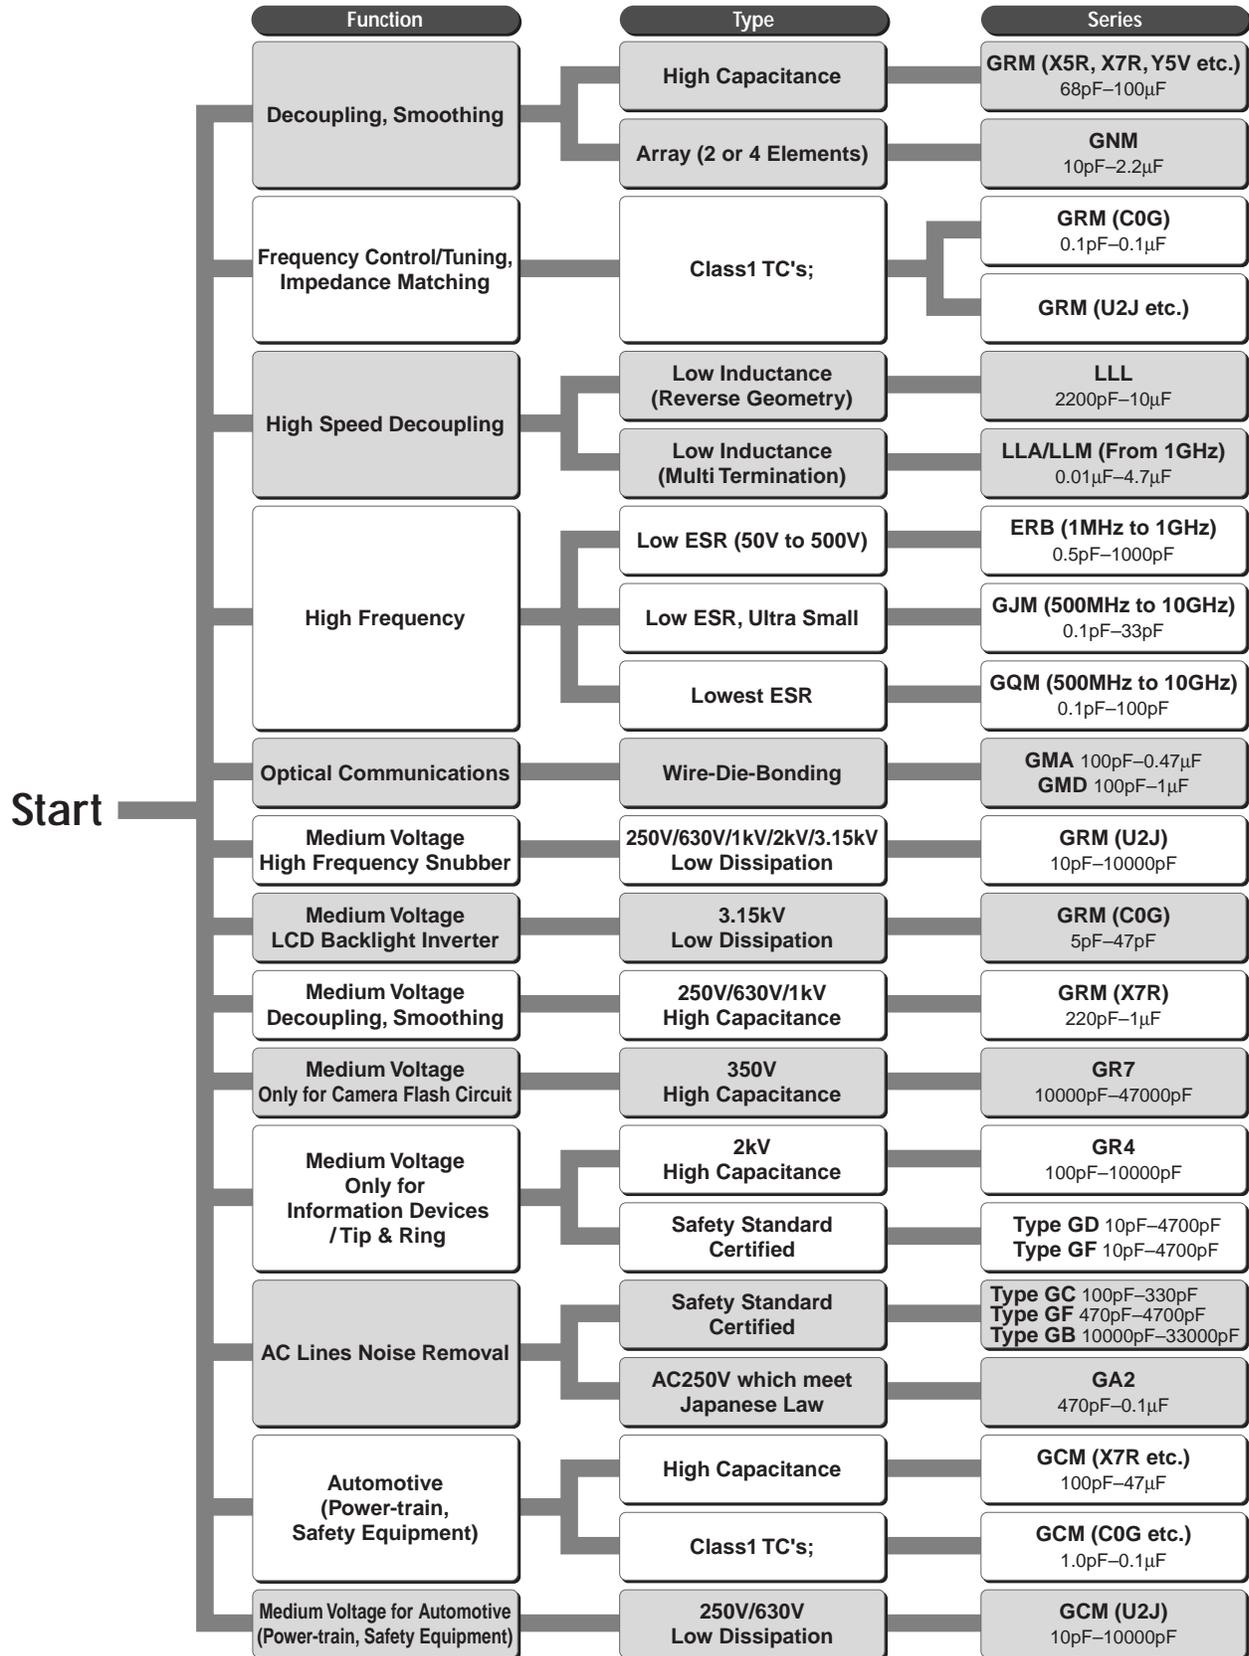 Function
Type
Series
Decoupling, Smoothing
High Capacitance
GRM (X5R, X7R, Y5V etc.)
68pF–100μF
Array (2 or 4 Elements)
GNM
10pF–2.2μF
Frequency Control/Tuning,
Impedance Matching
Class1 TC's;
GRM (C0G)
0.1pF–0.1μF
GRM (U2J etc.)
High Speed Decoupling
Low Inductance
(Reverse Geometry)
LLL
2200pF–10μF
Low Inductance
(Multi Termination)
LLA/LLM (From 1GHz)
0.01μF–4.7μF
High Frequency
Low ESR (50V to 500V)
ERB (1MHz to 1GHz)
0.5pF–1000pF
Low ESR, Ultra Small
GJM (500MHz to 10GHz)
0.1pF–33pF
Lowest ESR
GQM (500MHz to 10GHz)
0.1pF–100pF
Optical Communications
Wire-Die-Bonding
GMA 100pF–0.47μF
GMD 100pF–1μF
Start
Medium Voltage
High Frequency Snubber
250V/630V/1kV/2kV/3.15kV
Low Dissipation
GRM (U2J)
10pF–10000pF
Medium Voltage
LCD Backlight Inverter
3.15kV
Low Dissipation
GRM (C0G)
5pF–47pF
Medium Voltage
Decoupling, Smoothing
250V/630V/1kV
High Capacitance
GRM (X7R)
220pF–1μF
Medium Voltage
Only for Camera Flash Circuit
350V
High Capacitance
GR7
10000pF–47000pF
Medium Voltage
Only for
Information Devices
/ Tip & Ring
2kV
High Capacitance
GR4
100pF–10000pF
Safety Standard
Certified
Type GD 10pF–4700pF
Type GF 10pF–4700pF
AC Lines Noise Removal
Safety Standard
Certified
Type GC 100pF–330pF
Type GF 470pF–4700pF
Type GB 10000pF–33000pF
AC250V which meet
Japanese Law
GA2
470pF–0.1μF
Automotive
(Power-train,
Safety Equipment)
High Capacitance
GCM (X7R etc.)
100pF–47μF
Class1 TC's;
GCM (C0G etc.)
1.0pF–0.1μF
Medium Voltage for Automotive
(Power-train, Safety Equipment)
250V/630V
Low Dissipation
GCM (U2J)
10pF–10000pF